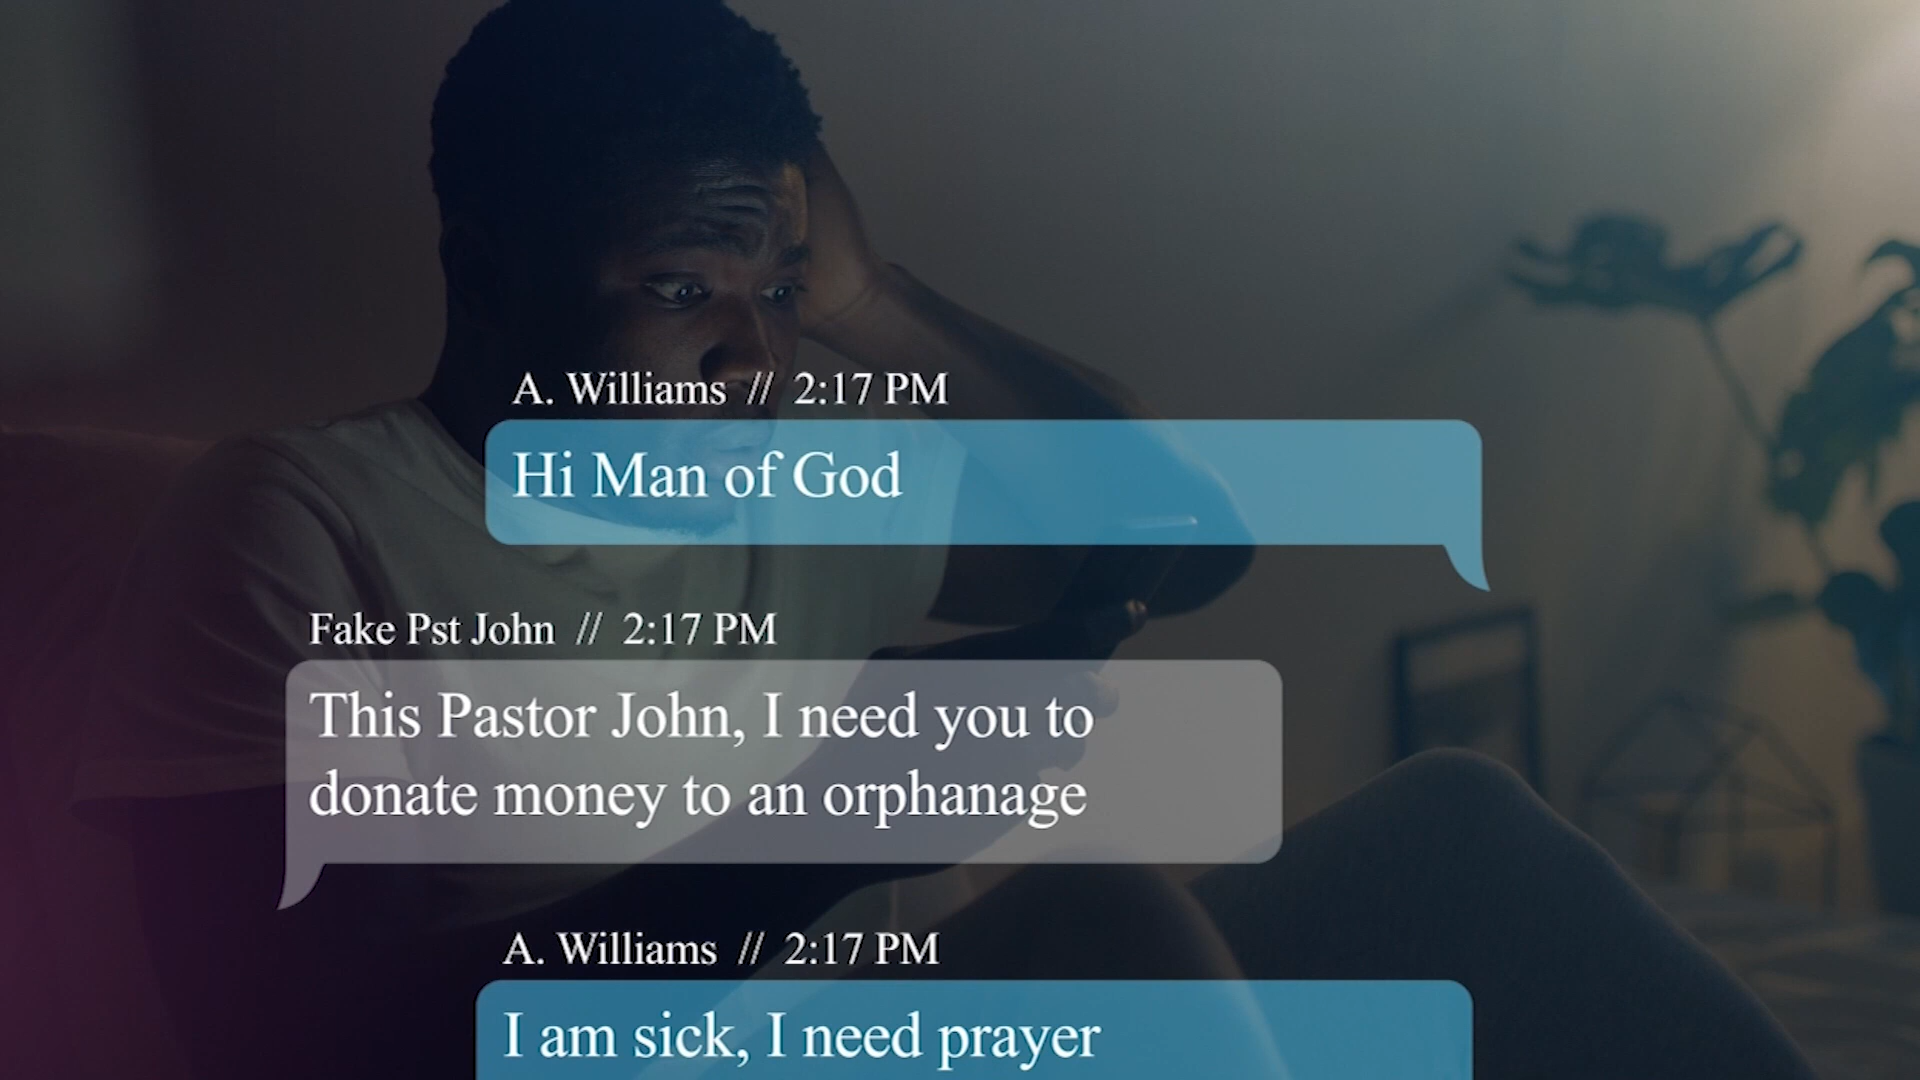 A. Williams // 2:17 PM
Hi Man of God
Fake Pst John // 2:17 PM
This Pastor John, I need you to
donate money to an orphanage
A. Williams // 2:17 PM
I am sick, I need prayer